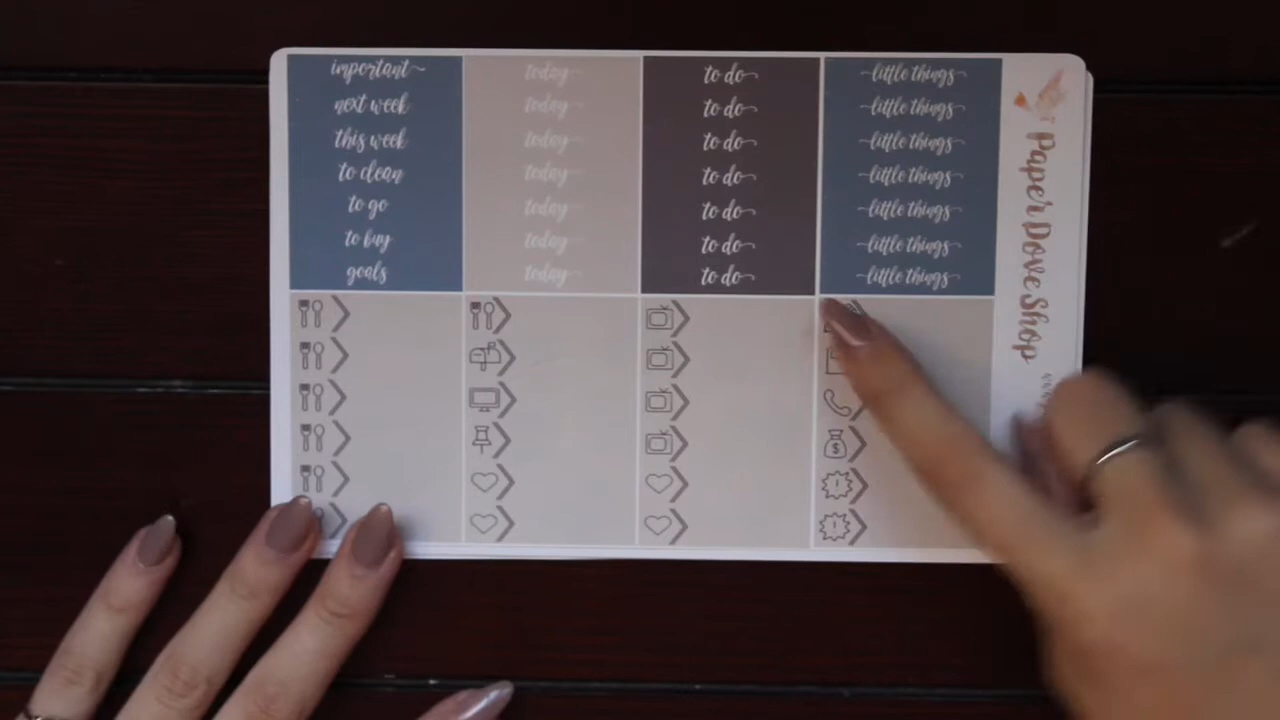 important
next week
this week
to clean
to go
to buy
goals
today
today
today
today
today
today
today
to do
to do
to do
to do
to do
to do
to do
little things
little things
little things
little things
little things
little things
little things
Paper Dove Shop